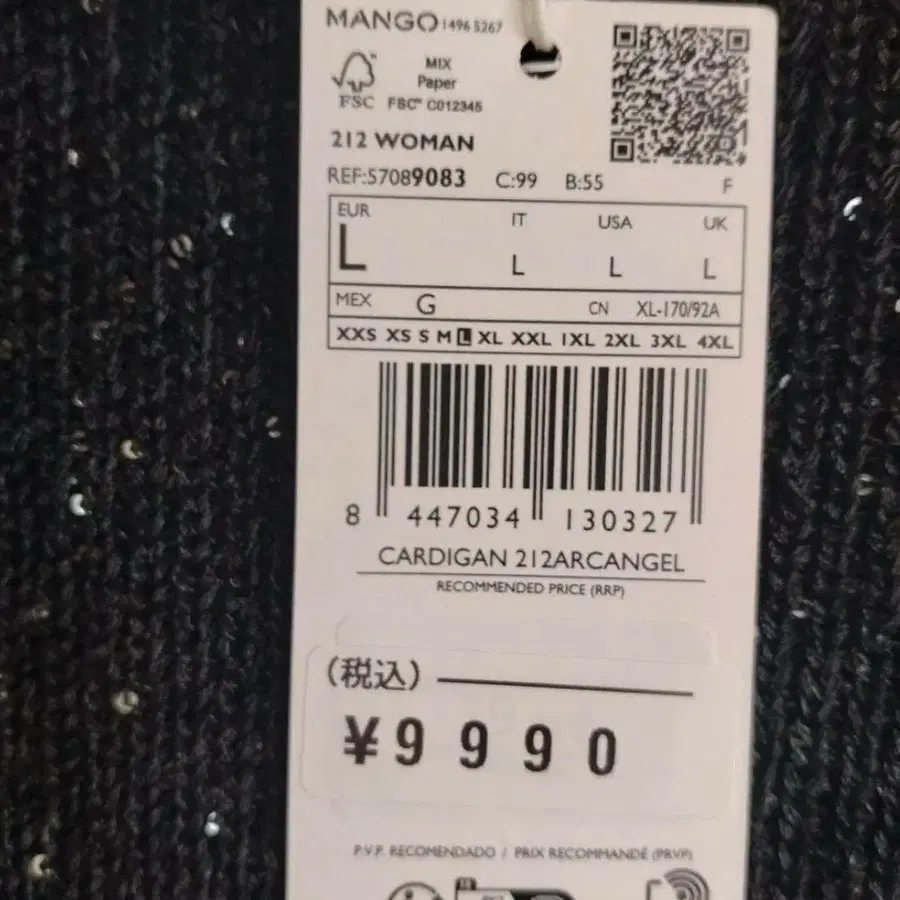 MANGO 1496 5267
MIX
Paper
FSC FSC™ C012345
212 WOMAN
REF:57089083 C:99 B:55 F
EUR IT USA UK
L L L L
MEX G CN XL-170/92A
XXS XS S M L XL XXL 1XL 2XL 3XL 4XL
8 447034 130327
CARDIGAN 212ARCANGEL
RECOMMENDED PRICE (RRP)
(税込)
¥9990
P.V.P. RECOMENDADO / PRIX RECOMMANDÉ (PRVP)